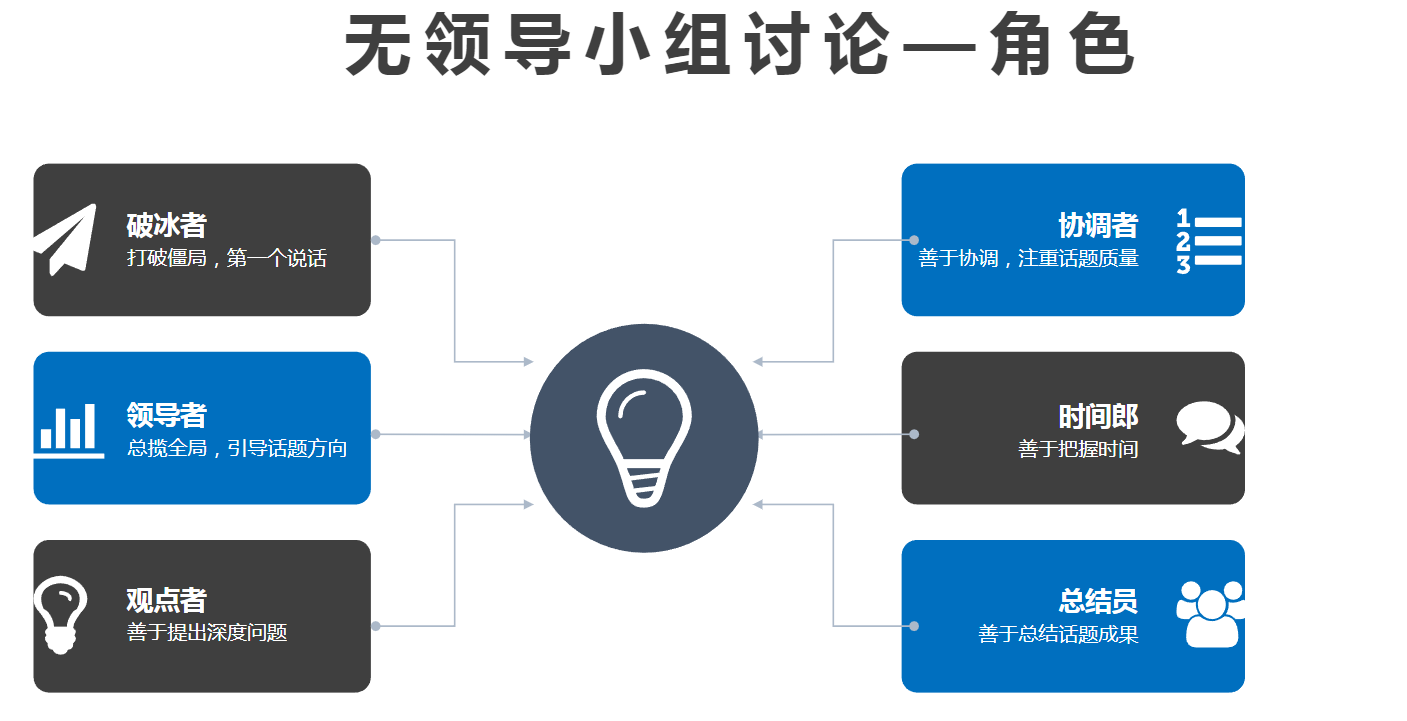 无领导小组讨论—角色
破冰者
打破僵局，第一个说话
领导者
总揽全局，引导话题方向
观点者
善于提出深度问题
协调者
善于协调，注重话题质量
1
2
3
时间郎
善于把握时间
总结员
善于总结话题成果